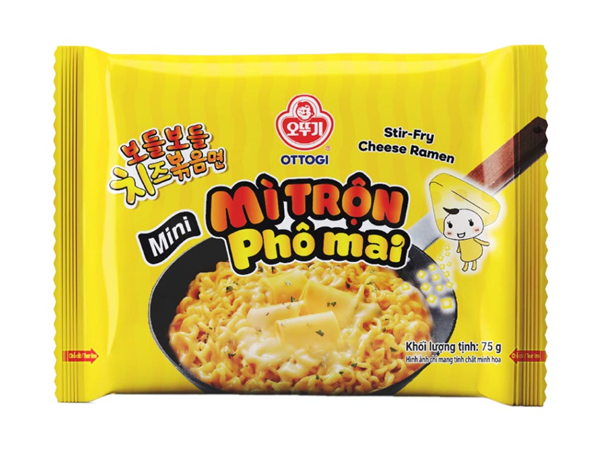 오뚜기
OTTOGI
Stir-Fry
Cheese Ramen
보들보들
치즈볶음면
Mini
MÌ TRỘN
Phô mai
Khối lượng tịnh: 75 g
Hình ảnh chỉ mang tính chất minh họa